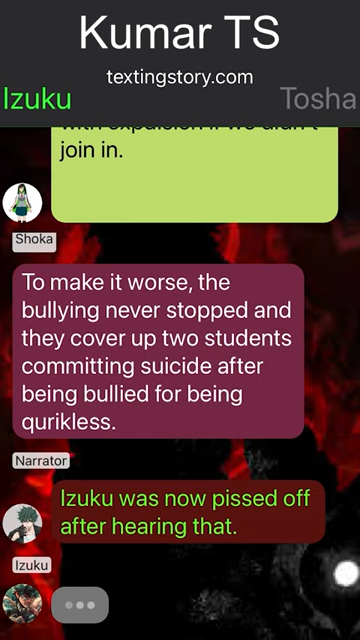 Kumar TS
textingstory.com
Izuku
Tosha
with expulsion if we didn't
join in.
Shoka
To make it worse, the
bullying never stopped and
they cover up two students
committing suicide after
being bullied for being
qurikless.
Narrator
Izuku was now pissed off
after hearing that.
Izuku